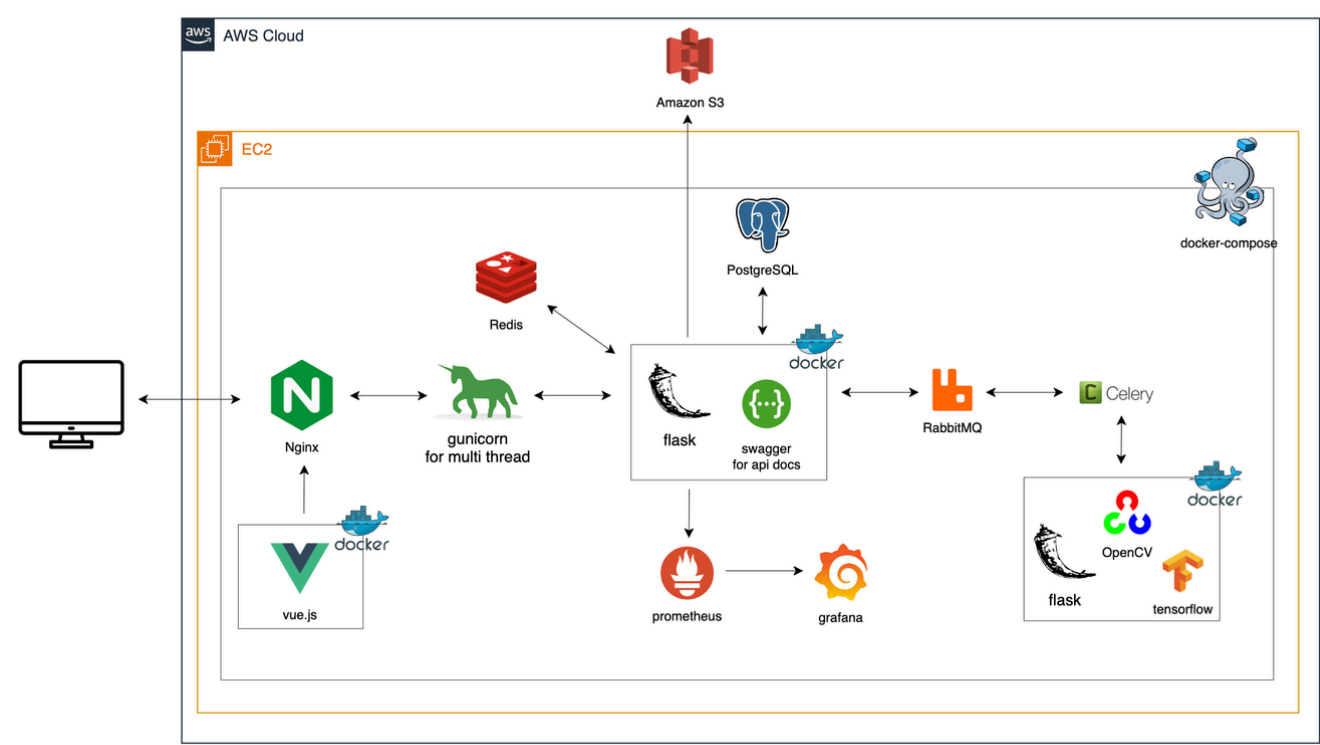 aws
AWS Cloud
Amazon S3
EC2
docker-compose
PostgreSQL
Redis
docker
Nginx
gunicorn
for multi thread
flask
swagger
for api docs
RabbitMQ
C Celery
docker
vue.js
prometheus
grafana
docker
flask
OpenCV
tensorflow